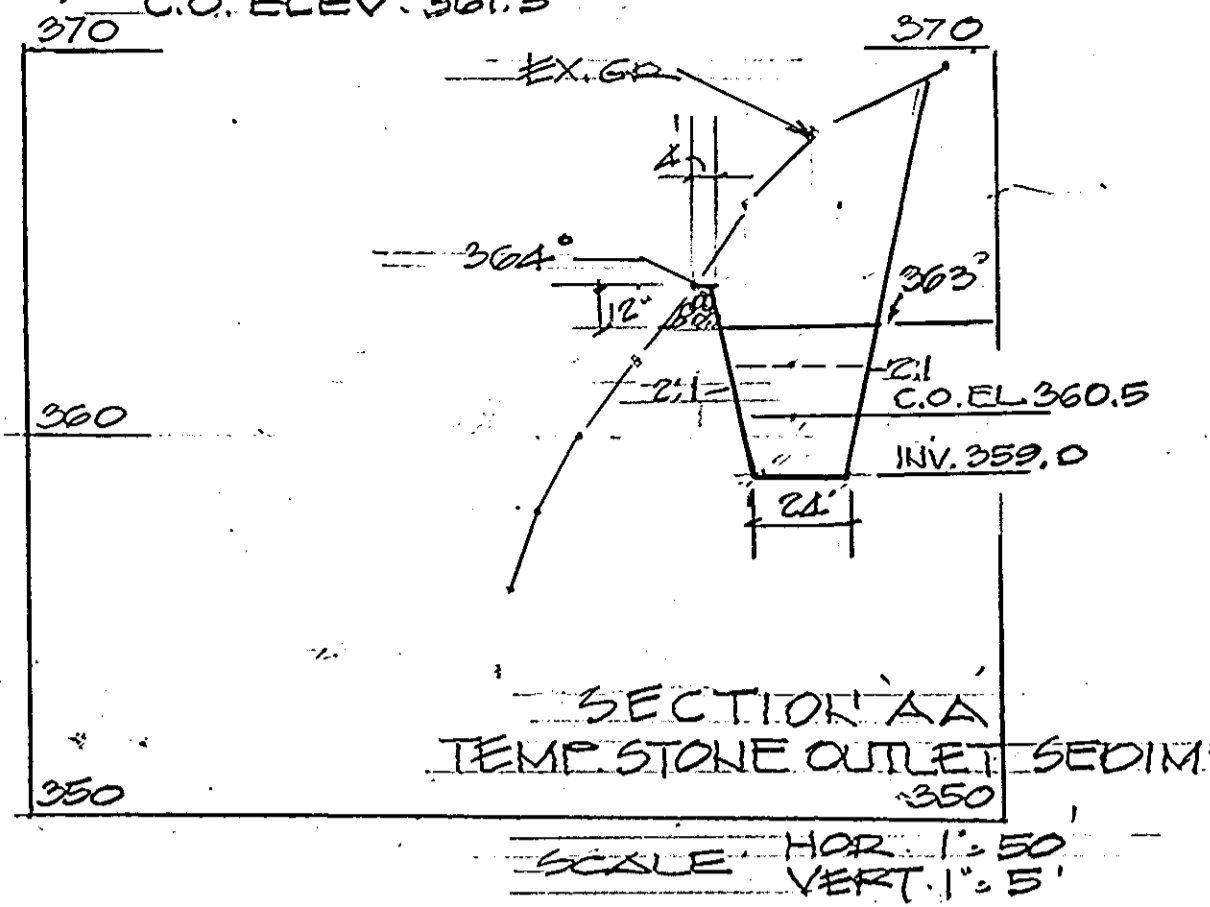 C.O. ELEV. 361.5
370
370
EX. GR
4'
364°
363°
12"
2:1
2:1
C.O. EL 360.5
360
INV. 359.0
24'
SECTION 'AA'
TEMP. STONE OUTLET SEDIM
350
350
SCALE HOR. 1"= 50'
VERT. 1"= 5'